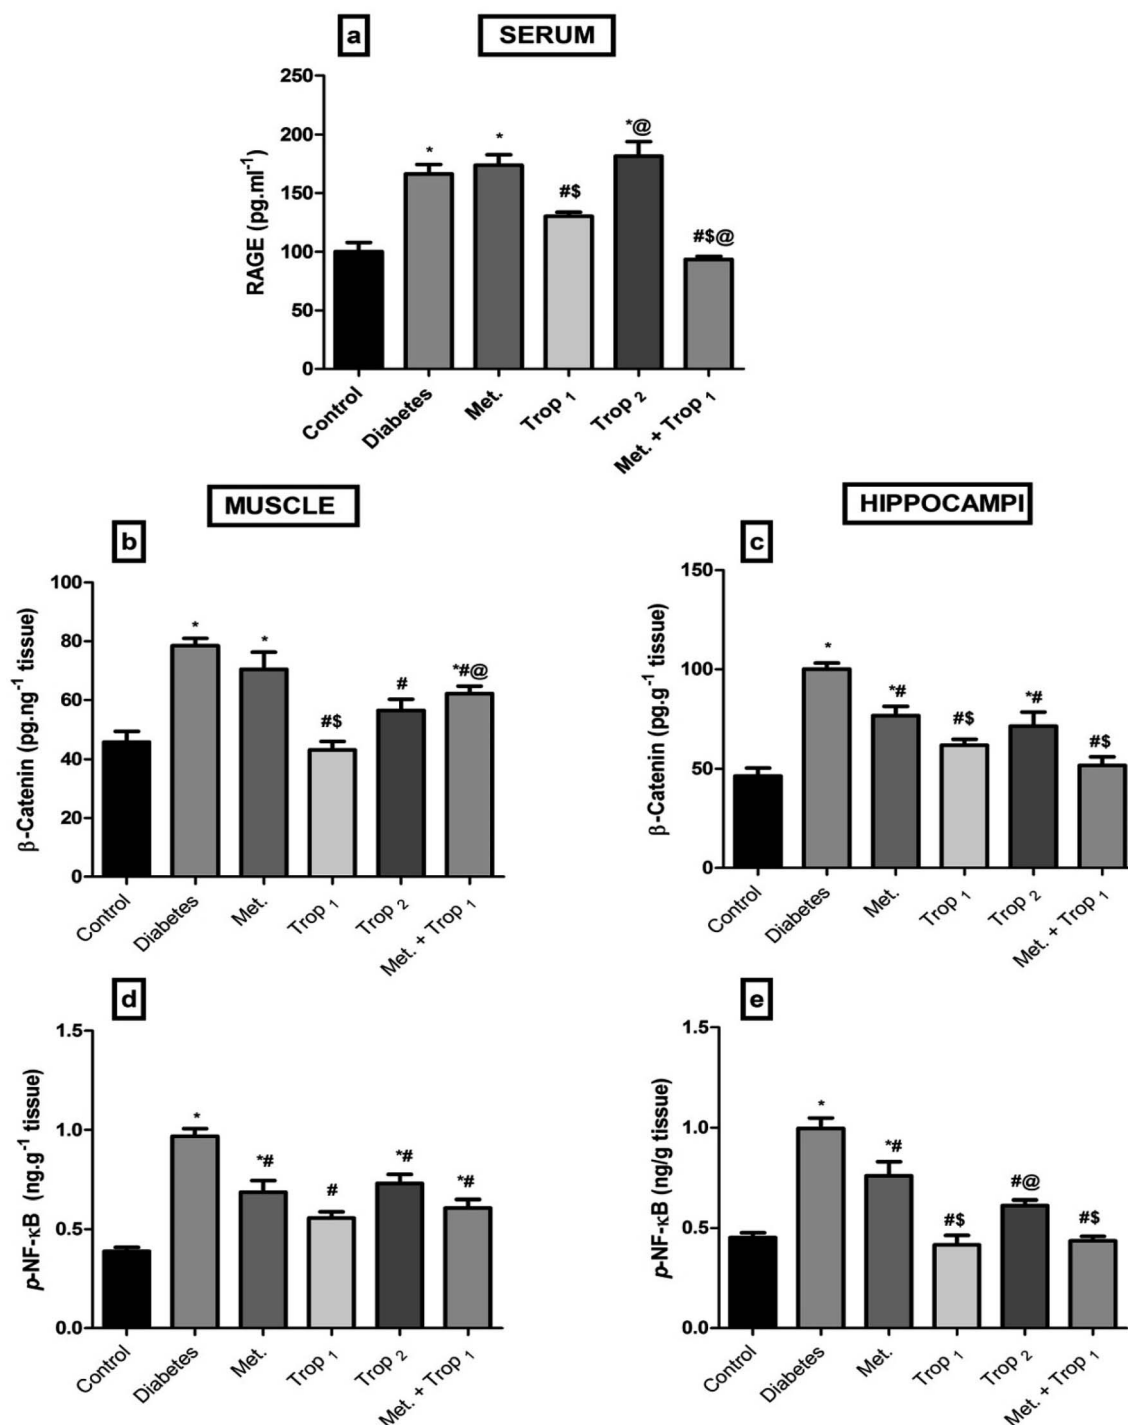 a
SERUM
RAGE (pg.ml⁻¹)
250
200
150
100
50
0
*
*
#$
*@
#$@
Control
Diabetes
Met.
Trop ₁
Trop ₂
Met. + Trop ₁
MUSCLE
HIPPOCAMPI
b
β-Catenin (pg.ng⁻¹ tissue)
100
80
60
40
20
0
*
*
#$
#
*#@
Control
Diabetes
Met.
Trop ₁
Trop ₂
Met. + Trop ₁
c
β-Catenin (pg.g⁻¹ tissue)
150
100
50
0
*
*#
#$
*#
#$
Control
Diabetes
Met.
Trop ₁
Trop ₂
Met. + Trop ₁
d
p-NF-κB (ng.g⁻¹ tissue)
1.5
1.0
0.5
0.0
*
*#
#
*#
*#
Control
Diabetes
Met.
Trop ₁
Trop ₂
Met. + Trop ₁
e
p-NF-κB (ng/g tissue)
1.5
1.0
0.5
0.0
*
*#
#$
#@
#$
Control
Diabetes
Met.
Trop ₁
Trop ₂
Met. + Trop ₁